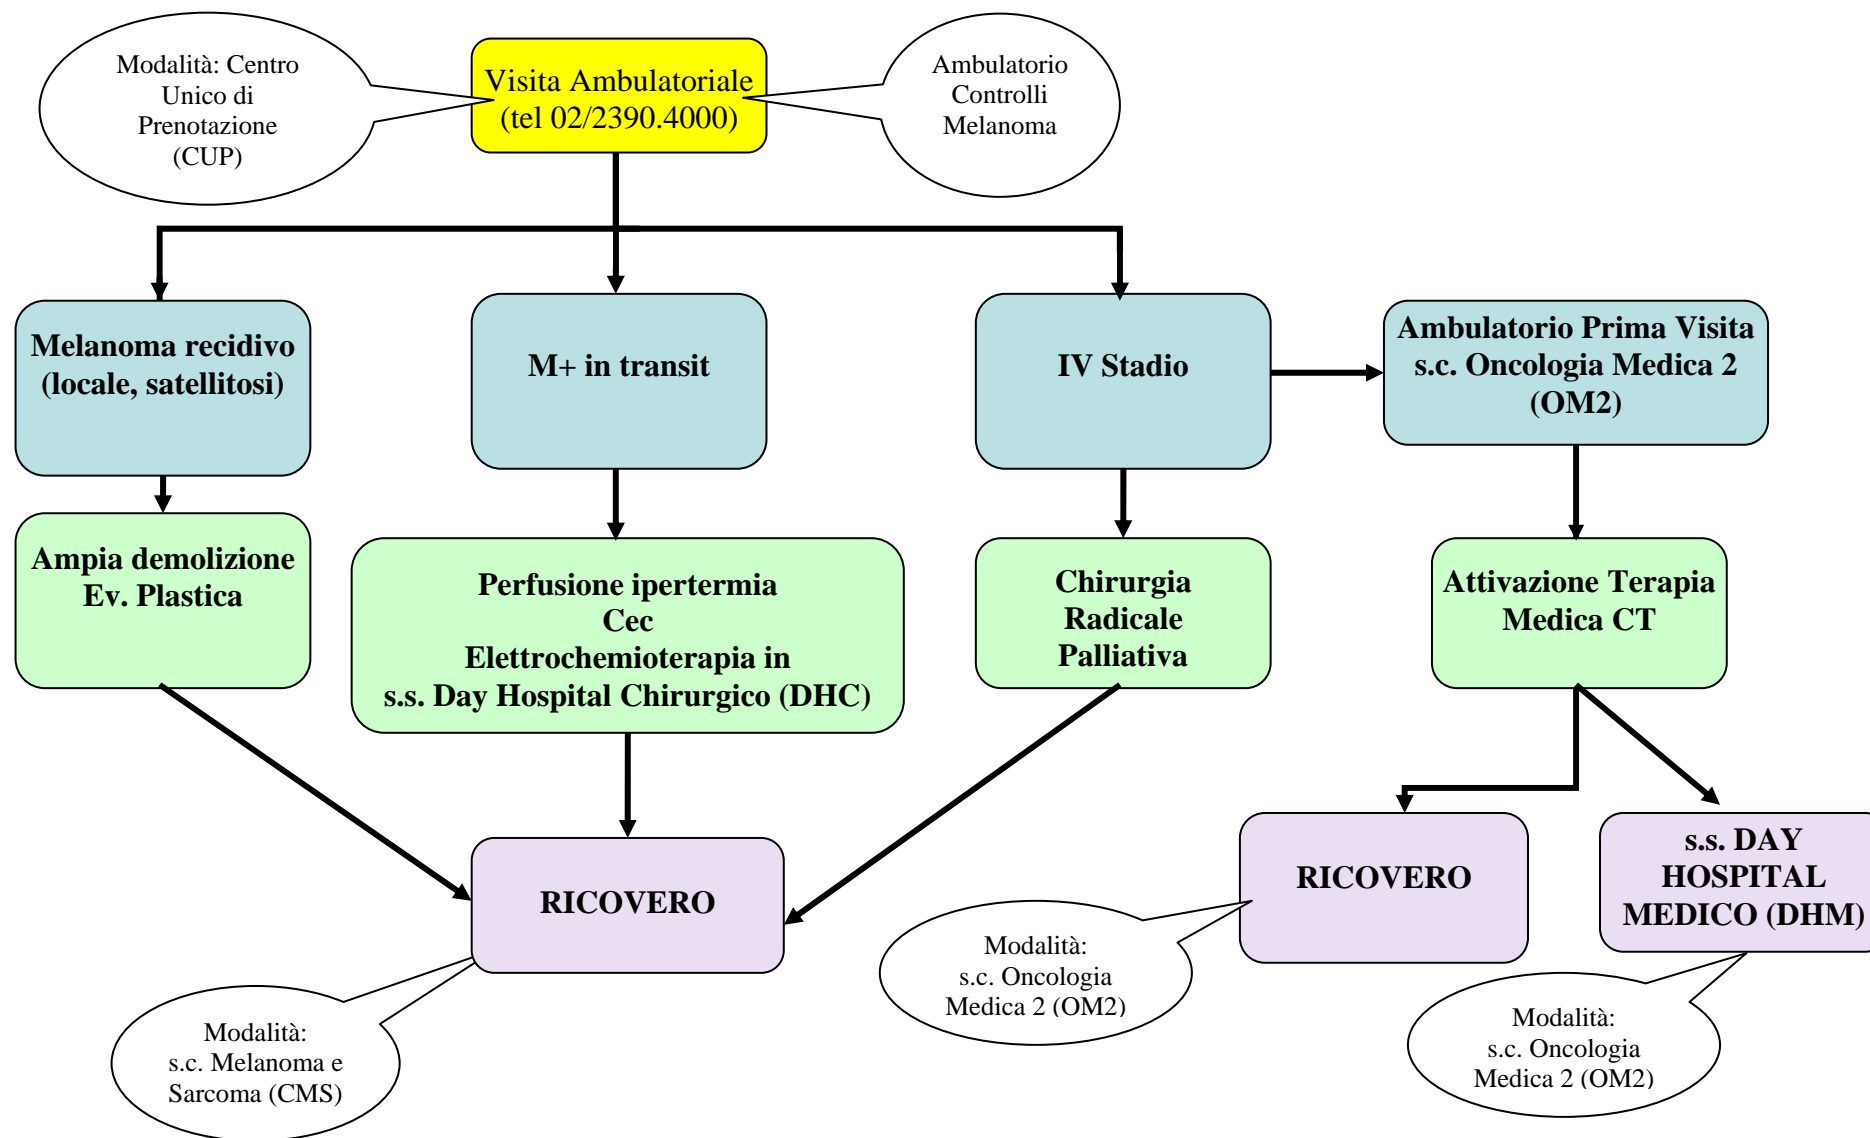 Modalità: Centro
Unico di
Prenotazione
(CUP)
Visita Ambulatoriale
(tel 02/2390.4000)
Ambulatorio
Controlli
Melanoma
Melanoma recidivo
(locale, satellitosi)
M+ in transit
IV Stadio
Ambulatorio Prima Visita
s.c. Oncologia Medica 2
(OM2)
Ampia demolizione
Ev. Plastica
Perfusione ipertermia
Cec
Elettrochemioterapia in
s.s. Day Hospital Chirurgico (DHC)
Chirurgia
Radicale
Palliativa
Attivazione Terapia
Medica CT
RICOVERO
RICOVERO
s.s. DAY
HOSPITAL
MEDICO (DHM)
Modalità:
s.c. Melanoma e
Sarcoma (CMS)
Modalità:
s.c. Oncologia
Medica 2 (OM2)
Modalità:
s.c. Oncologia
Medica 2 (OM2)